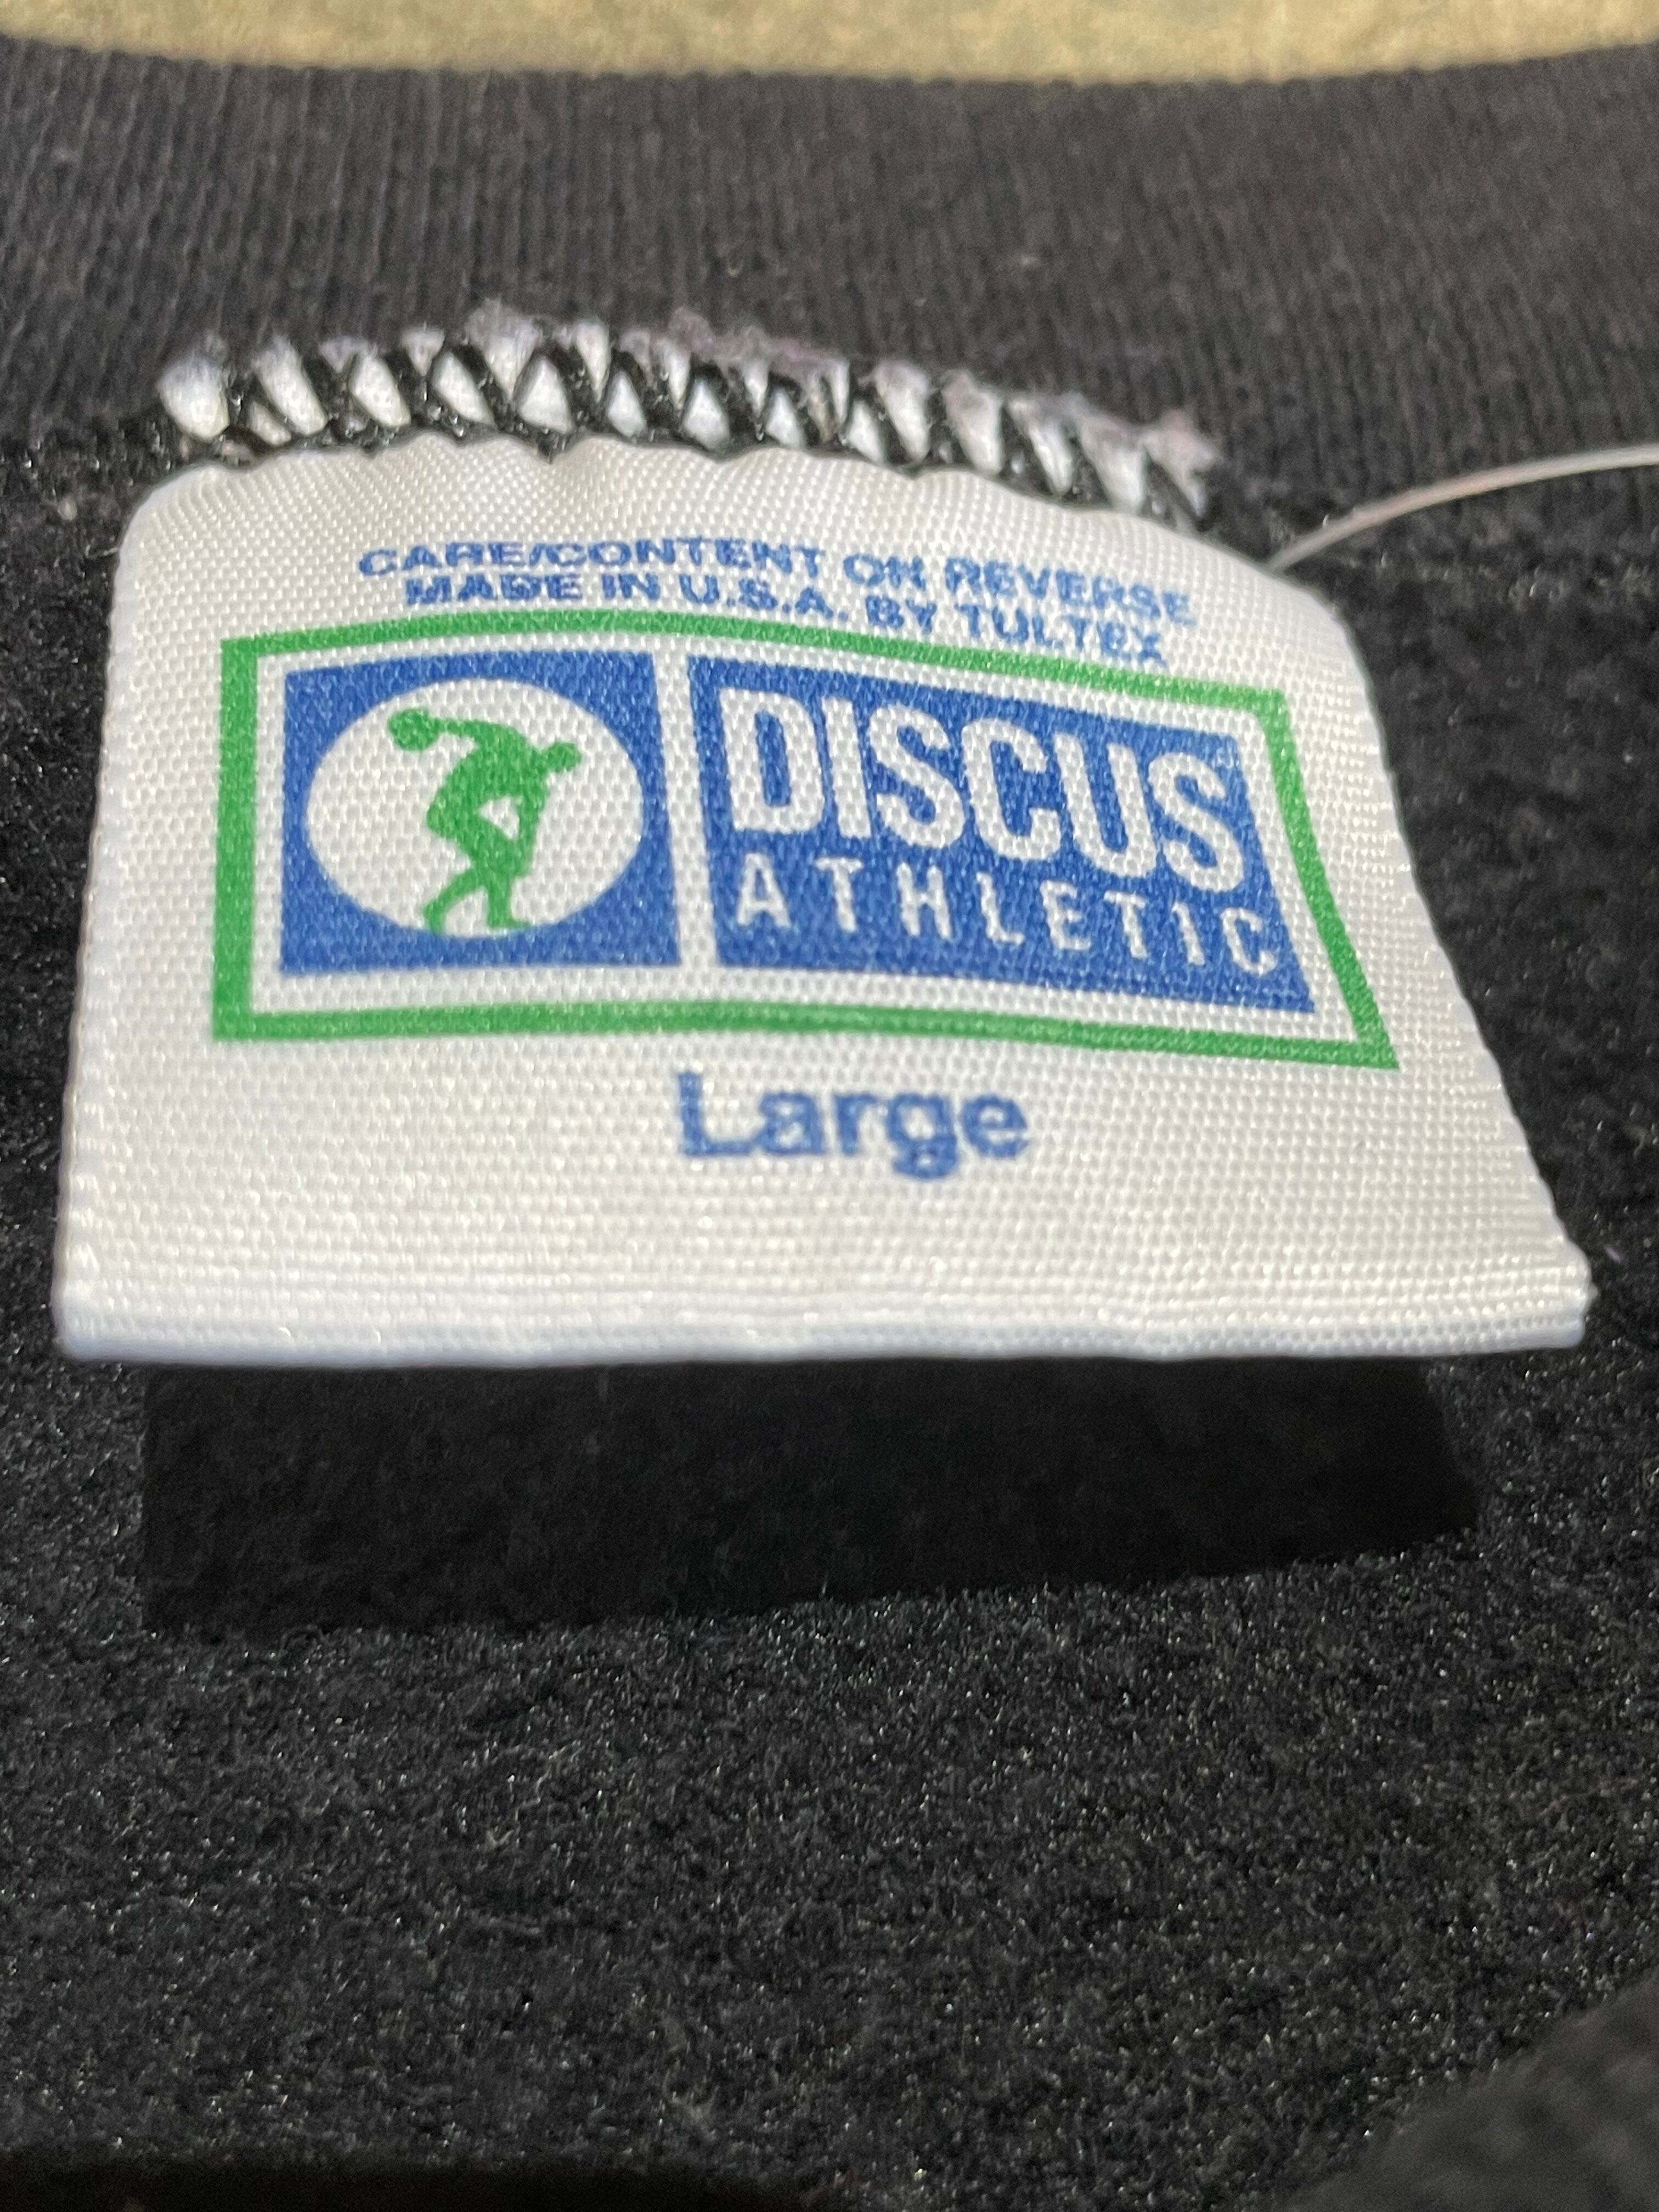 CARE/CONTENT ON REVERSE
MADE IN U.S.A. BY TULTEX
DISCUS
ATHLETIC
Large